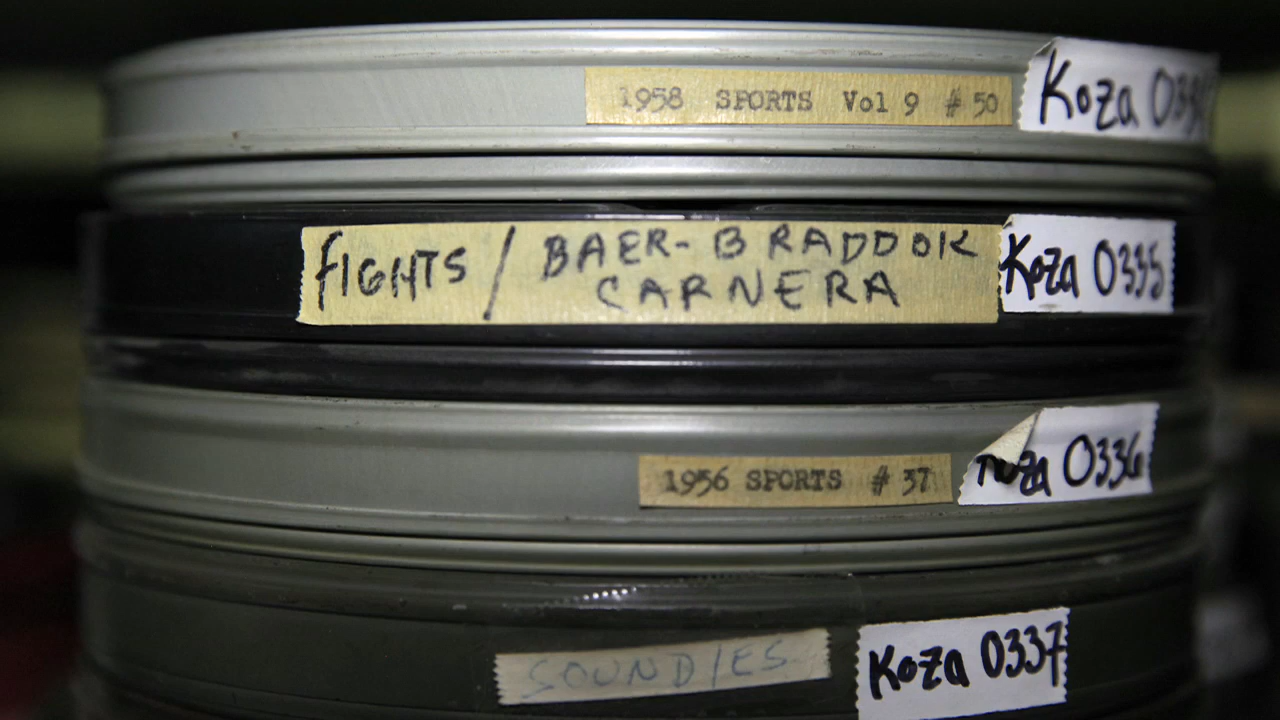 1958 SPORTS Vol 9 # 50
Koza
FIGHTS / BAER-BRADDOK
CARNERA
Koza 0335
1956 SPORTS # 37
Koza 0336
SOUNDIES
Koza 0337